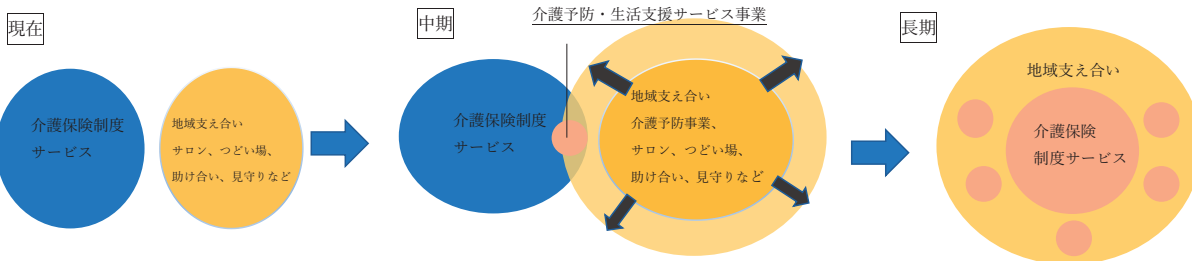 現在
介護保険制度
サービス
地域支え合い
サロン、つどい場、
助け合い、見守りなど
中期
介護予防・生活支援サービス事業
介護保険制度
サービス
地域支え合い
介護予防事業、
サロン、つどい場、
助け合い、見守りなど
長期
地域支え合い
介護保険
制度サービス